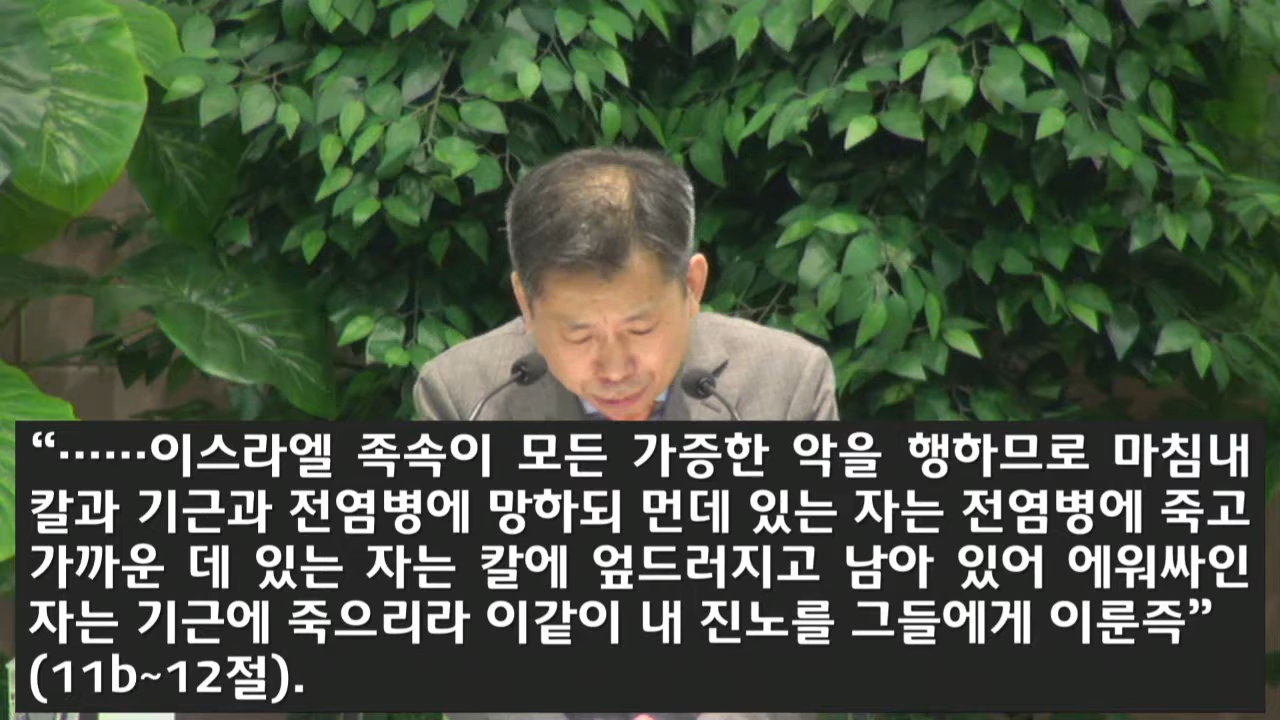 “……이스라엘 족속이 모든 가증한 악을 행하므로 마침내
칼과 기근과 전염병에 망하되 먼데 있는 자는 전염병에 죽고
가까운 데 있는 자는 칼에 엎드러지고 남아 있어 에워싸인
자는 기근에 죽으리라 이같이 내 진노를 그들에게 이룬즉”
(11b~12절).